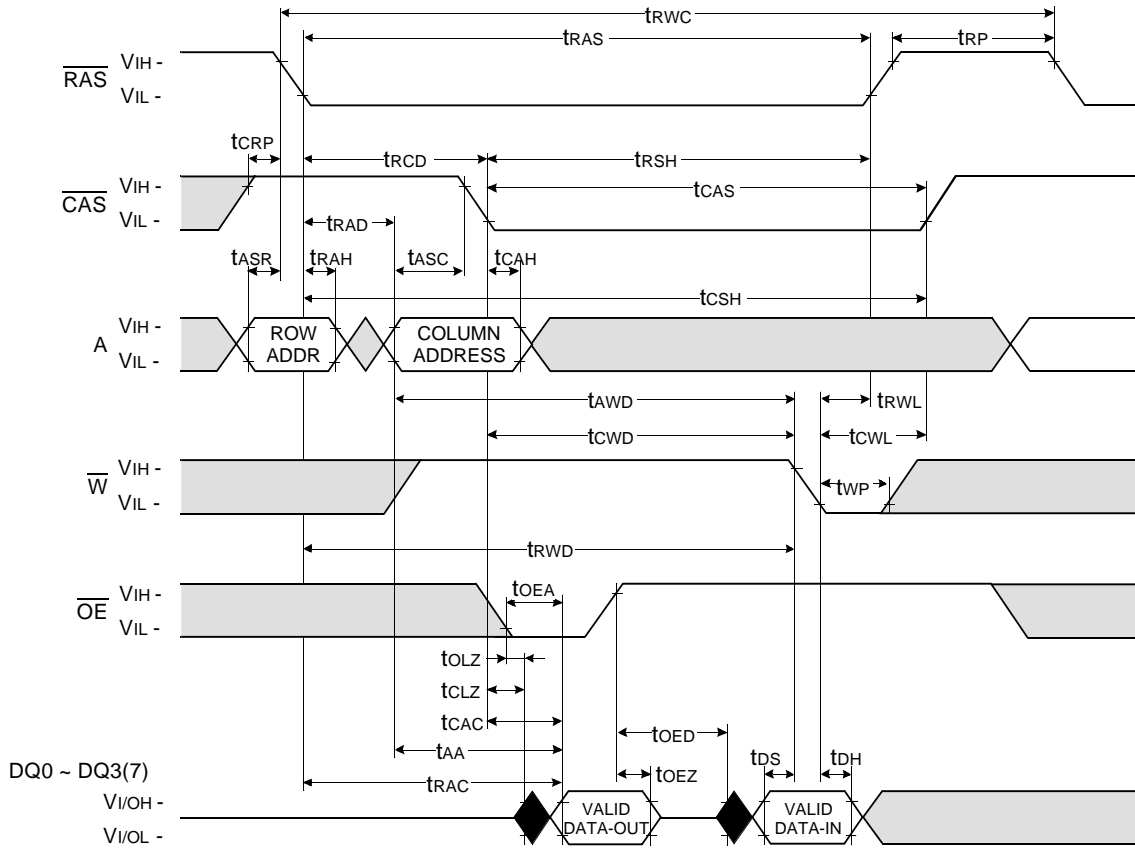 tRWC
tRAS
tRP
RAS
VIH -
VIL -
tCRP
tRCD
tRSH
CAS
VIH -
VIL -
tCAS
tRAD
tASR
tRAH
tASC
tCAH
tCSH
A
VIH -
VIL -
ROW
ADDR
COLUMN
ADDRESS
tAWD
tRWL
tCWD
tCWL
W
VIH -
VIL -
tWP
tRWD
OE
VIH -
VIL -
tOEA
tOLZ
tCLZ
tCAC
tOED
tAA
tOEZ
tDS
tDH
DQ0 ~ DQ3(7)
tRAC
VI/OH -
VI/OL -
VALID
DATA-OUT
VALID
DATA-IN